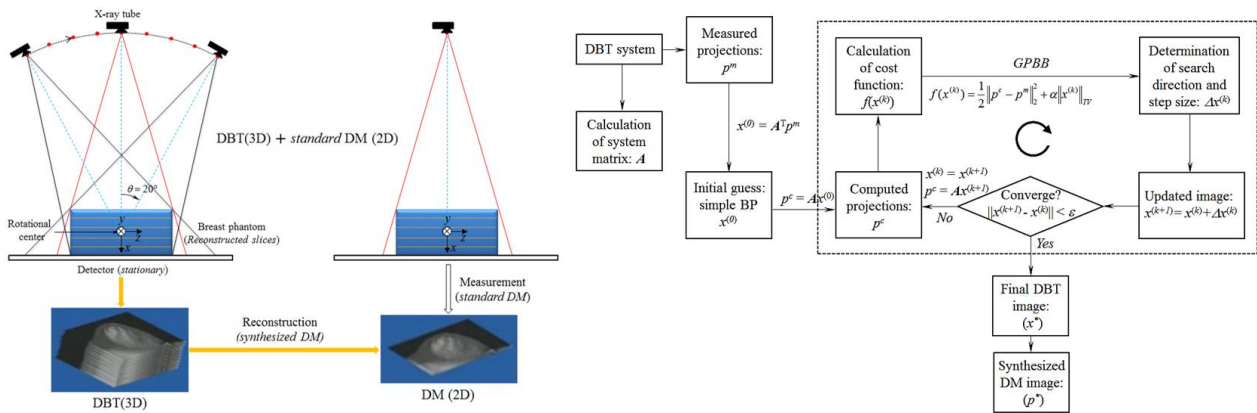 X-ray tube
DBT(3D) + standard DM (2D)
θ = 20°
Rotational
center
y
z
x
Breast phantom
(Reconstructed slices)
Detector (stationary)
Measurement
(standard DM)
Reconstruction
(synthesized DM)
DBT(3D)
DM (2D)
DBT system
Measured
projections:
p^m
Calculation
of system
matrix: A
x^(0) = A^T p^m
Initial guess:
simple BP
x^(0)
p^c = Ax^(0)
Computed
projections:
p^c
Calculation
of cost
function:
f(x^(k))
GPBB
f(x^(k)) = 1/2 ||p^c − p^m||_2^2 + α||x^(k)||_TV
Determination
of search
direction and
step size: Δx^(k)
Updated image:
x^(k+1) = x^(k) + Δx^(k)
Converge?
||x^(k+1) - x^(k)|| < ε
x^(k) = x^(k+1)
p^c = Ax^(k+1)
No
Yes
Final DBT
image:
(x*)
Synthesized
DM image:
(p*)